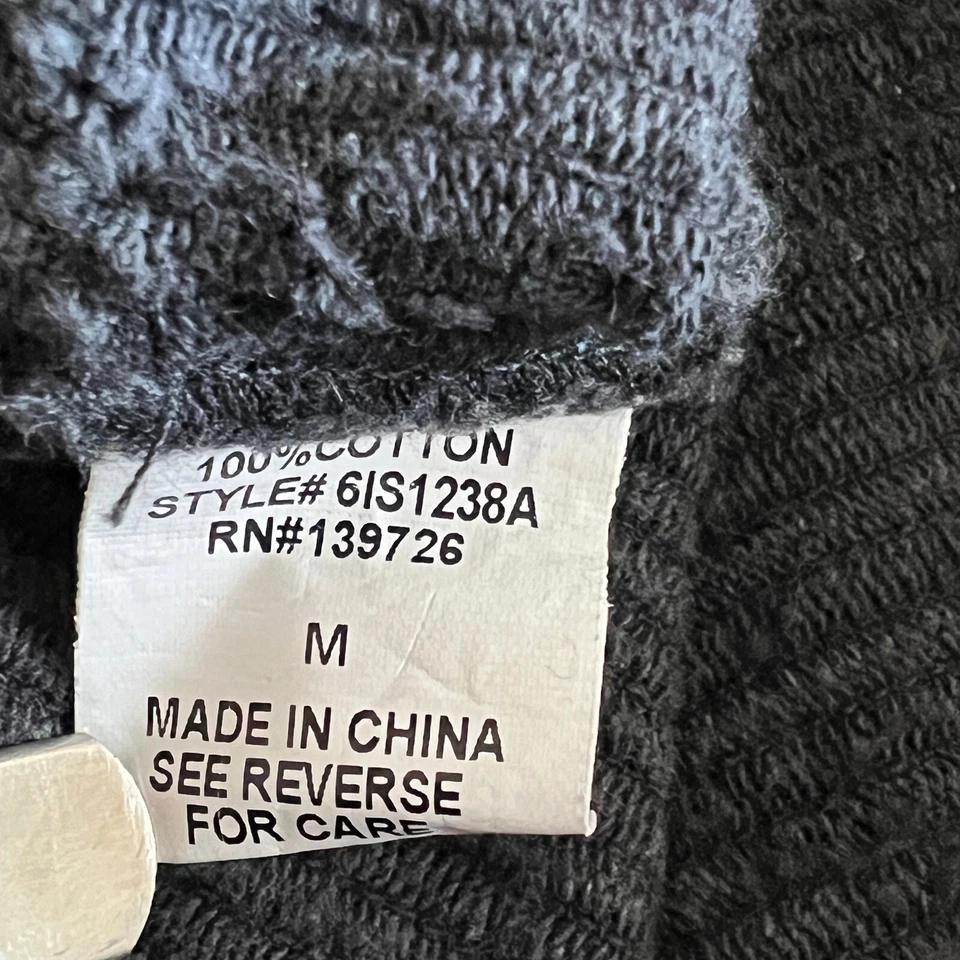 100%COTTON
STYLE# 6IS1238A
RN#139726
M
MADE IN CHINA
SEE REVERSE
FOR CARE